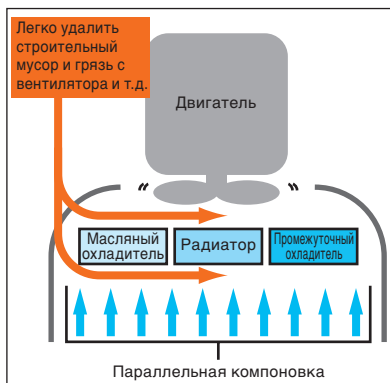 Легко удалить
строительный
мусор и грязь с
вентилятора и т.д.
Двигатель
Масляный
охладитель
Радиатор
Промежуточный
охладитель
Параллельная компоновка